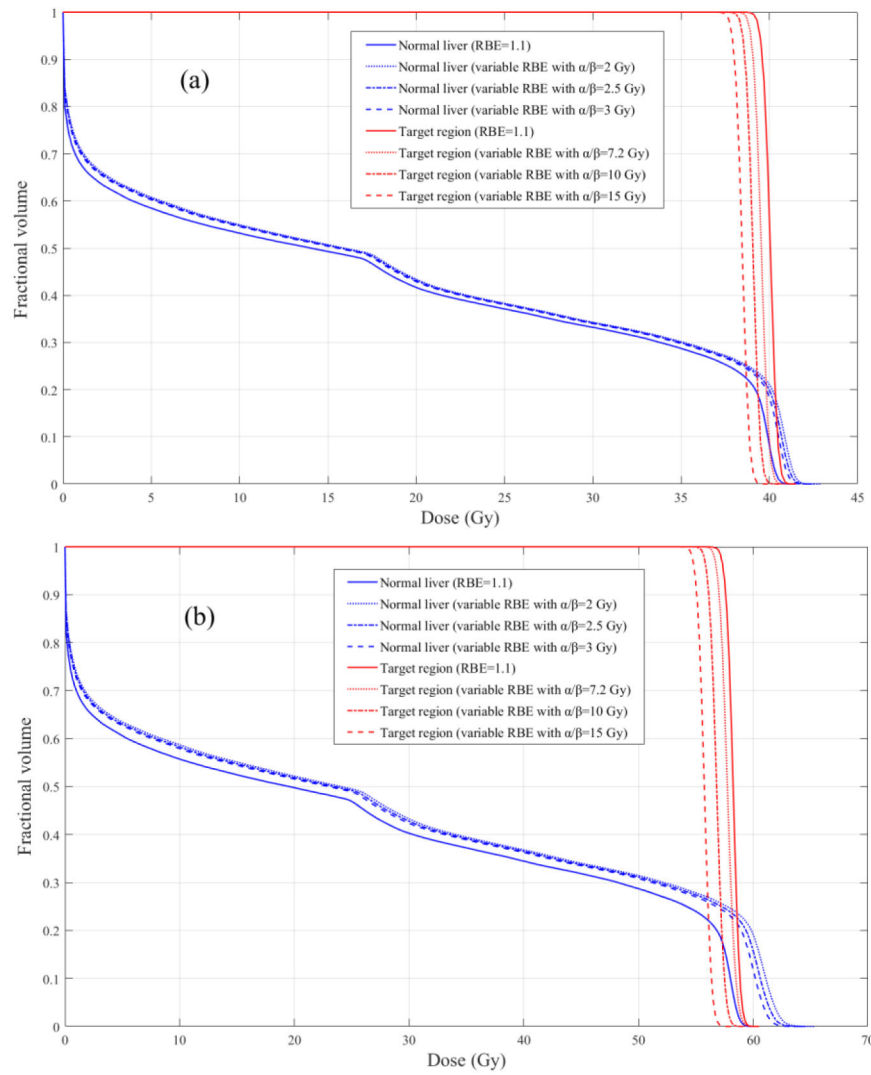 1
0.9
0.8
0.7
0.6
0.5
0.4
0.3
0.2
0.1
0
Fractional volume
(a)
Normal liver (RBE=1.1)
Normal liver (variable RBE with α/β=2 Gy)
Normal liver (variable RBE with α/β=2.5 Gy)
Normal liver (variable RBE with α/β=3 Gy)
Target region (RBE=1.1)
Target region (variable RBE with α/β=7.2 Gy)
Target region (variable RBE with α/β=10 Gy)
Target region (variable RBE with α/β=15 Gy)
0 5 10 15 20 25 30 35 40 45
Dose (Gy)
1
0.9
0.8
0.7
0.6
0.5
0.4
0.3
0.2
0.1
0
Fractional volume
(b)
Normal liver (RBE=1.1)
Normal liver (variable RBE with α/β=2 Gy)
Normal liver (variable RBE with α/β=2.5 Gy)
Normal liver (variable RBE with α/β=3 Gy)
Target region (RBE=1.1)
Target region (variable RBE with α/β=7.2 Gy)
Target region (variable RBE with α/β=10 Gy)
Target region (variable RBE with α/β=15 Gy)
0 10 20 30 40 50 60 70
Dose (Gy)